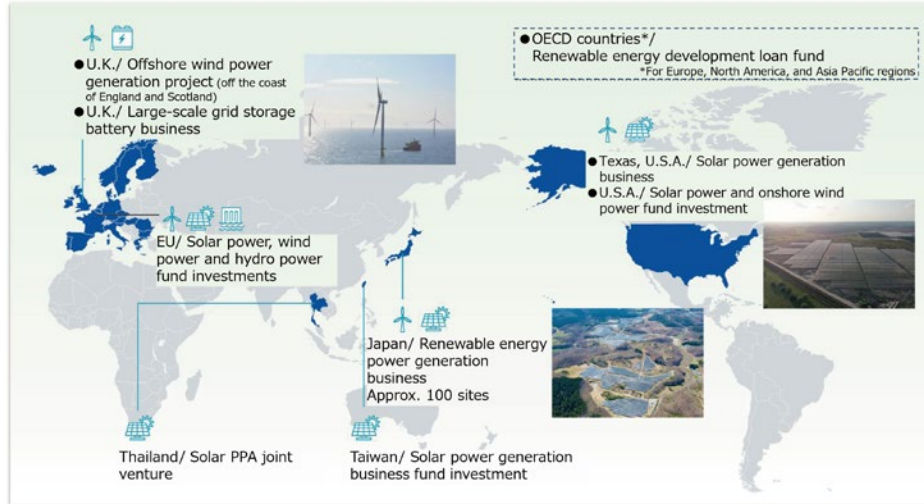 ●U.K./ Offshore wind power
generation project (off the coast
of England and Scotland)
●U.K./ Large-scale grid storage
battery business
●OECD countries*/
Renewable energy development loan fund
*For Europe, North America, and Asia Pacific regions
●Texas, U.S.A./ Solar power generation
business
●U.S.A./ Solar power and onshore wind
power fund investment
EU/ Solar power, wind
power and hydro power
fund investments
Japan/ Renewable energy
power generation
business
Approx. 100 sites
Thailand/ Solar PPA joint
venture
Taiwan/ Solar power generation
business fund investment